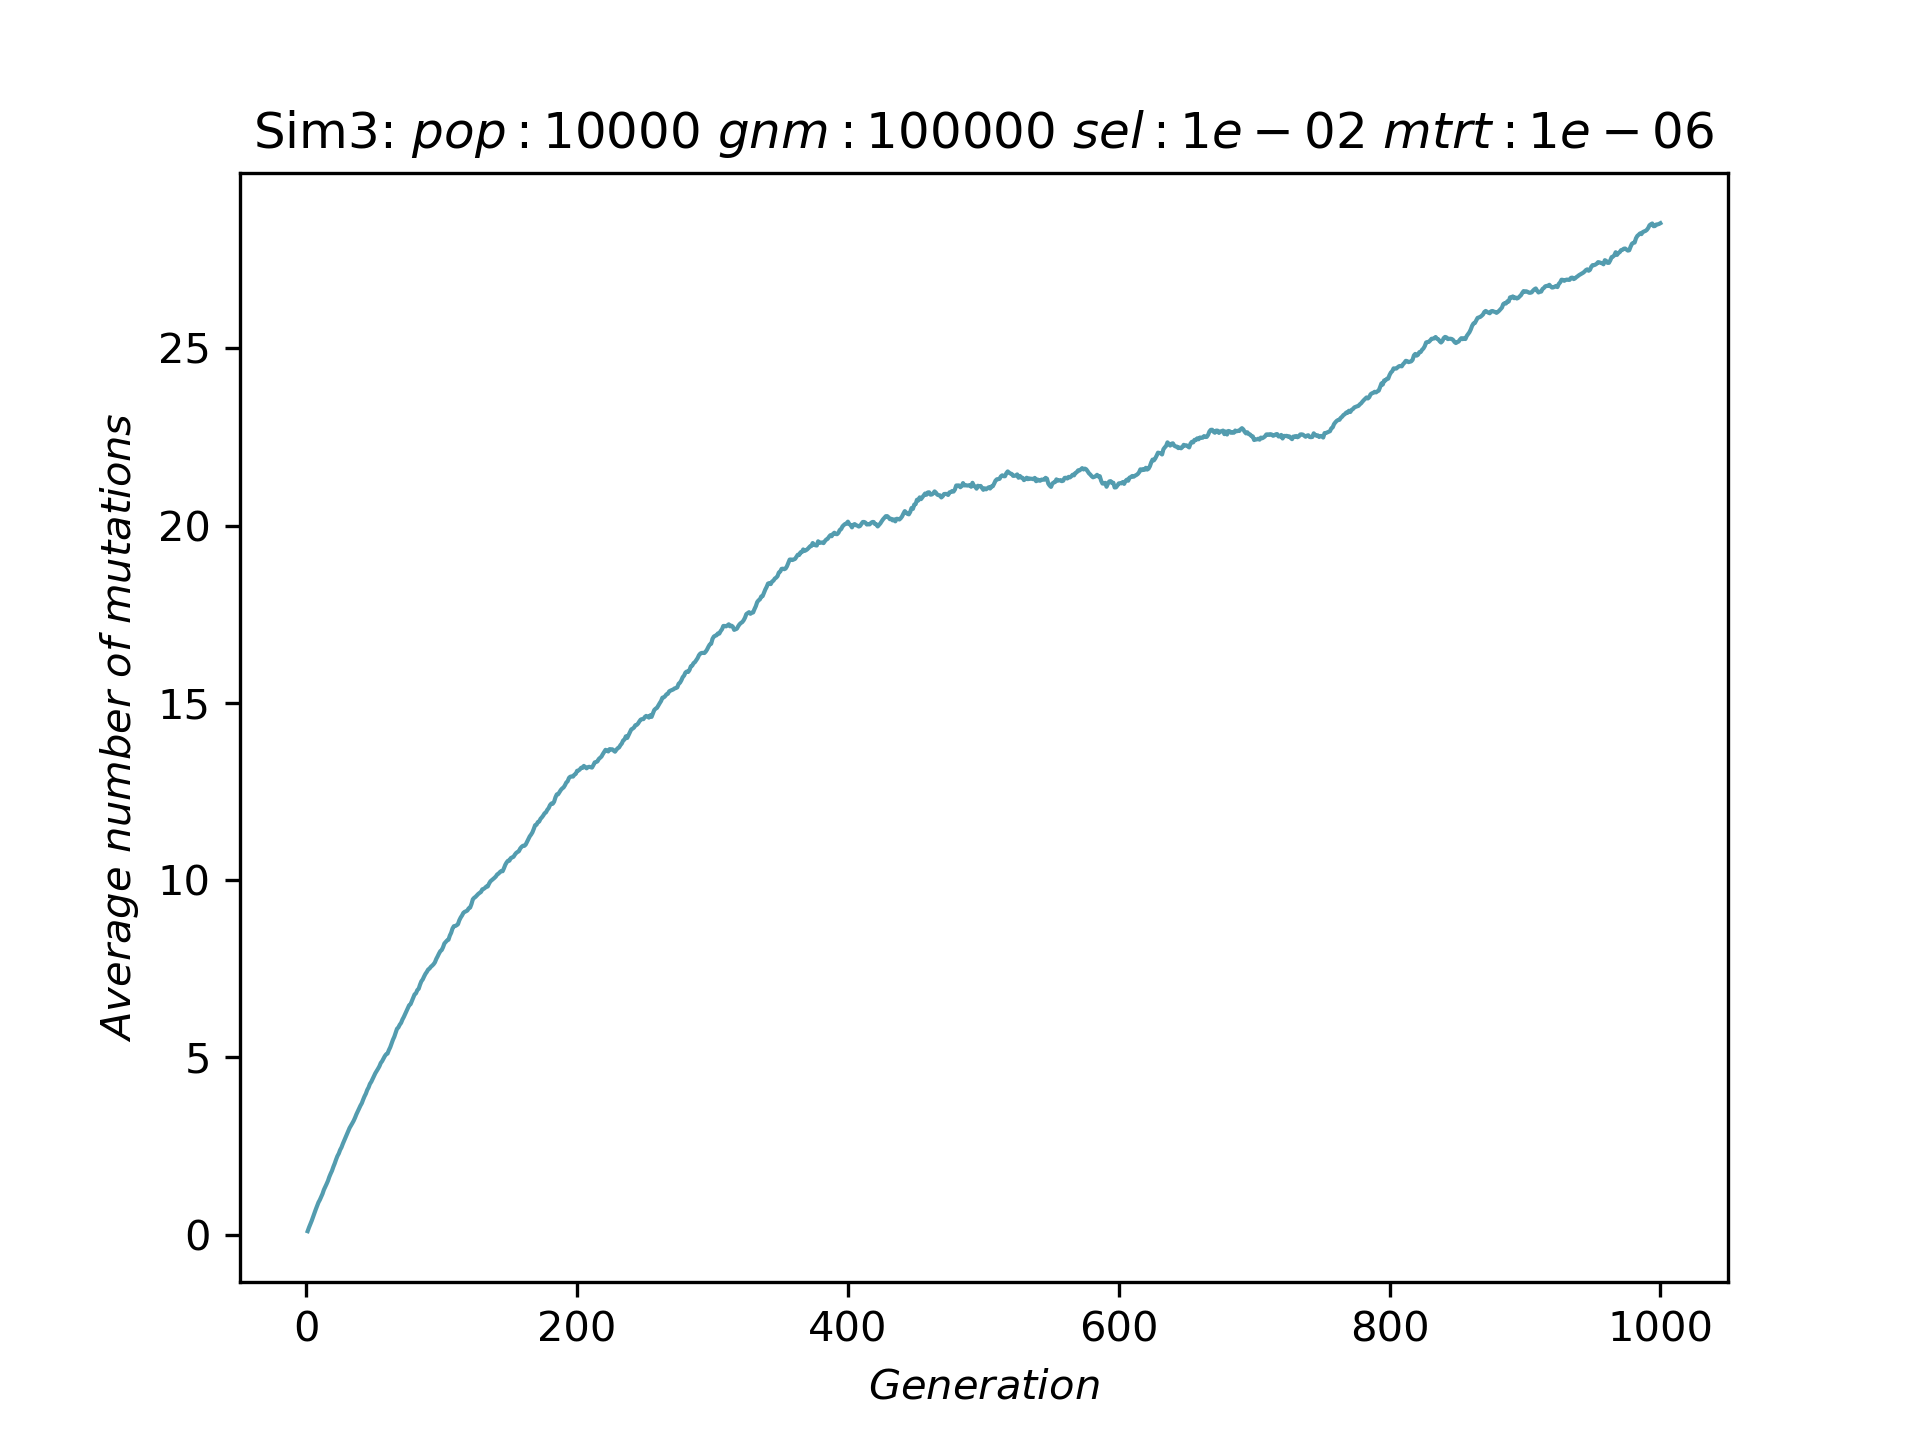 Sim3: pop : 10000 gnm : 100000 sel : 1e − 02 mtrt : 1e − 06
Average number of mutations
25
20
15
10
5
0
0 200 400 600 800 1000
Generation